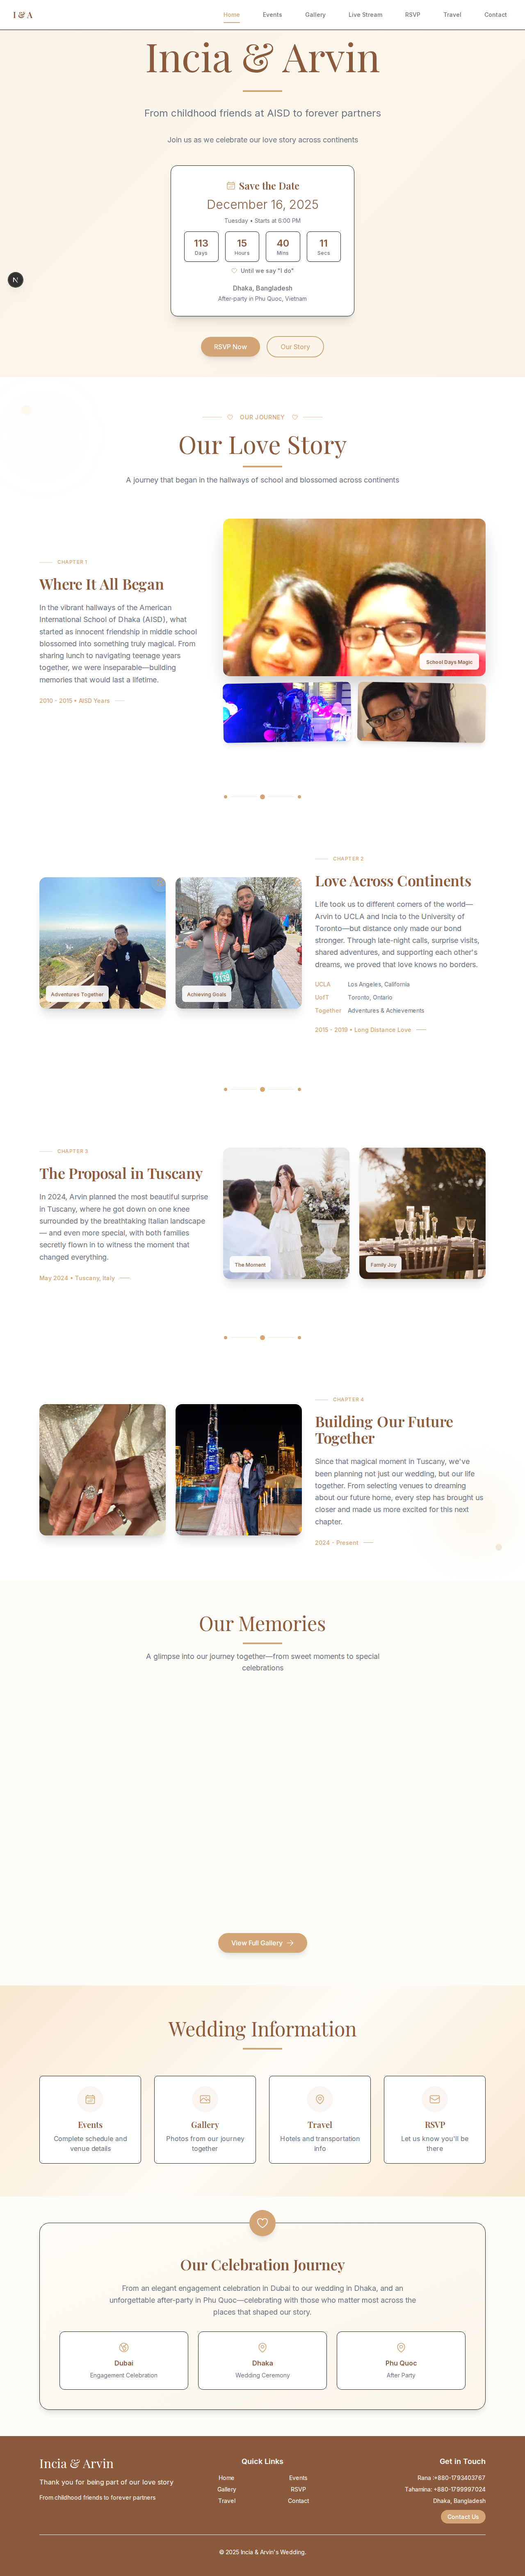 I & A
Home
Events
Gallery
Live Stream
RSVP
Travel
Contact
Incia & Arvin
From childhood friends at AISD to forever partners
Join us as we celebrate our love story across continents
Save the Date
December 16, 2025
Tuesday • Starts at 6:00 PM
113
15
40
11
Days
Hours
Mins
Secs
Until we say "I do"
Dhaka, Bangladesh
After-party in Phu Quoc, Vietnam
RSVP Now
Our Story
N
OUR JOURNEY
Our Love Story
A journey that began in the hallways of school and blossomed across continents
CHAPTER 1
Where It All Began
In the vibrant hallways of the American
International School of Dhaka (AISD), what
started as innocent friendship in middle school
blossomed into something truly magical. From
sharing lunch to navigating teenage years
together, we were inseparable—building
memories that would last a lifetime.
2010 - 2015 • AISD Years
School Days Magic
CHAPTER 2
Love Across Continents
Life took us to different corners of the world—
Arvin to UCLA and Incia to the University of
Toronto—but distance only made our bond
stronger. Through late-night calls, surprise visits,
shared adventures, and supporting each other's
dreams, we proved that love knows no borders.
UCLA
Los Angeles, California
UofT
Toronto, Ontario
Together
Adventures & Achievements
2015 - 2019 • Long Distance Love
Adventures Together
Achieving Goals
CHAPTER 3
The Proposal in Tuscany
In 2024, Arvin planned the most beautiful surprise
in Tuscany, where he got down on one knee
surrounded by the breathtaking Italian landscape
— and even more special, with both families
secretly flown in to witness the moment that
changed everything.
May 2024 • Tuscany, Italy
The Moment
Family Joy
CHAPTER 4
Building Our Future
Together
Since that magical moment in Tuscany, we've
been planning not just our wedding, but our life
together. From selecting venues to dreaming
about our future home, every step has brought us
closer and made us more excited for this next
chapter.
2024 - Present
Our Memories
A glimpse into our journey together—from sweet moments to special
celebrations
View Full Gallery
Wedding Information
Events
Complete schedule and
venue details
Gallery
Photos from our journey
together
Travel
Hotels and transportation
info
RSVP
Let us know you'll be
there
Our Celebration Journey
From an elegant engagement celebration in Dubai to our wedding in Dhaka, and an
unforgettable after-party in Phu Quoc—celebrating with those who matter most across the
places that shaped our story.
Dubai
Engagement Celebration
Dhaka
Wedding Ceremony
Phu Quoc
After Party
Incia & Arvin
Thank you for being part of our love story
From childhood friends to forever partners
Quick Links
Home
Events
Gallery
RSVP
Travel
Contact
Get in Touch
Rana :+880-1793403767
Tahamina: +880-1799997024
Dhaka, Bangladesh
Contact Us
© 2025 Incia & Arvin's Wedding.